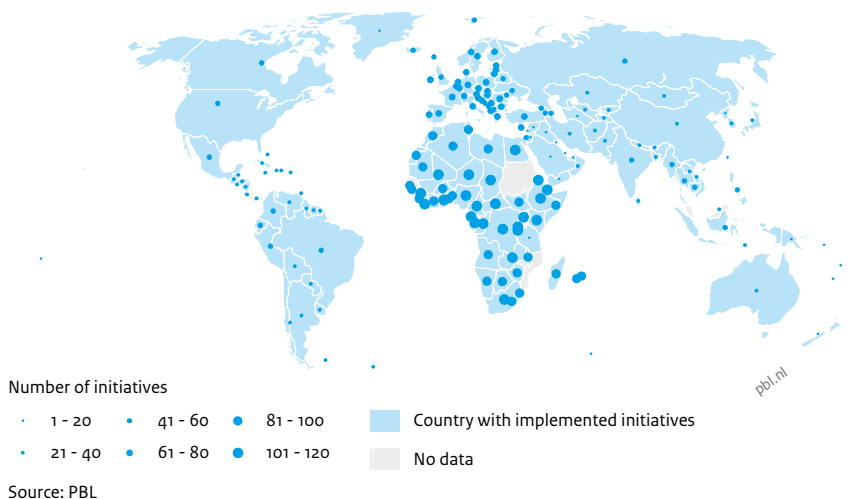 pbl.nl
Number of initiatives
1 - 20
41 - 60
81 - 100
Country with implemented initiatives
21 - 40
61 - 80
101 - 120
No data
Source: PBL